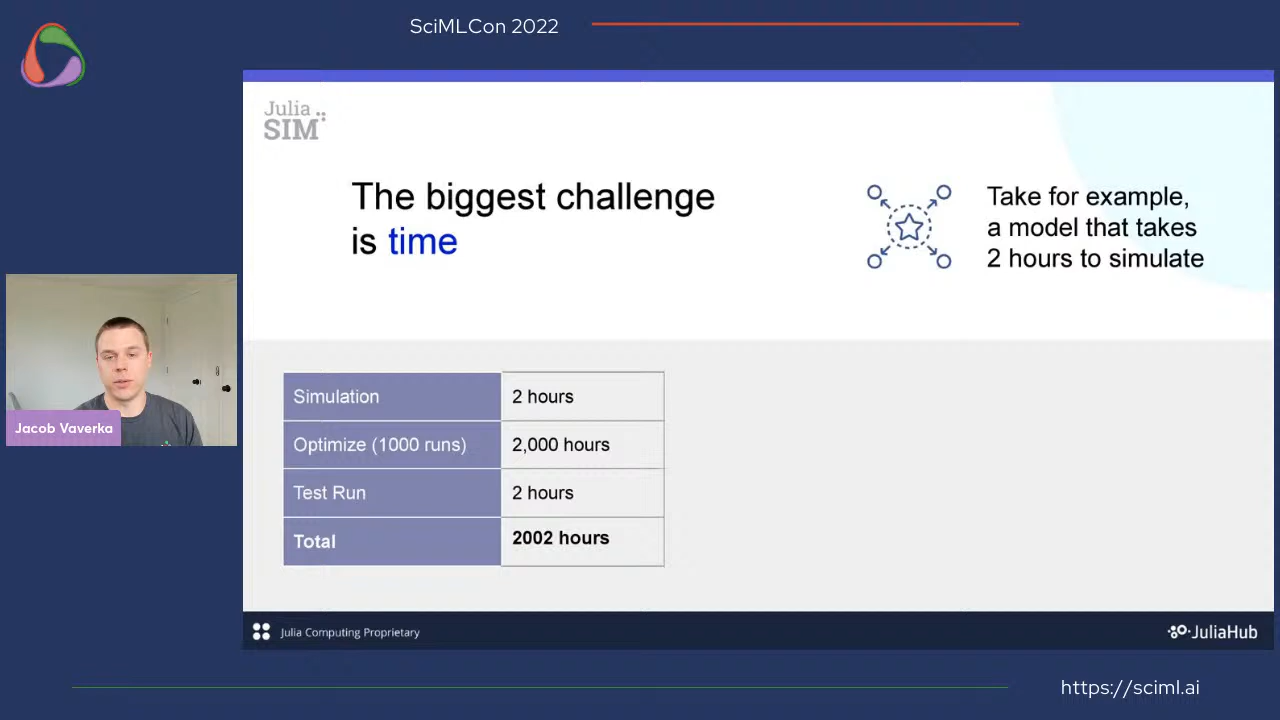 SciMLCon 2022
Julia
SIM
The biggest challenge
is time
Take for example,
a model that takes
2 hours to simulate
Jacob Vaverka
Simulation 2 hours
Optimize (1000 runs) 2,000 hours
Test Run 2 hours
Total 2002 hours
Julia Computing Proprietary
JuliaHub
https://sciml.ai